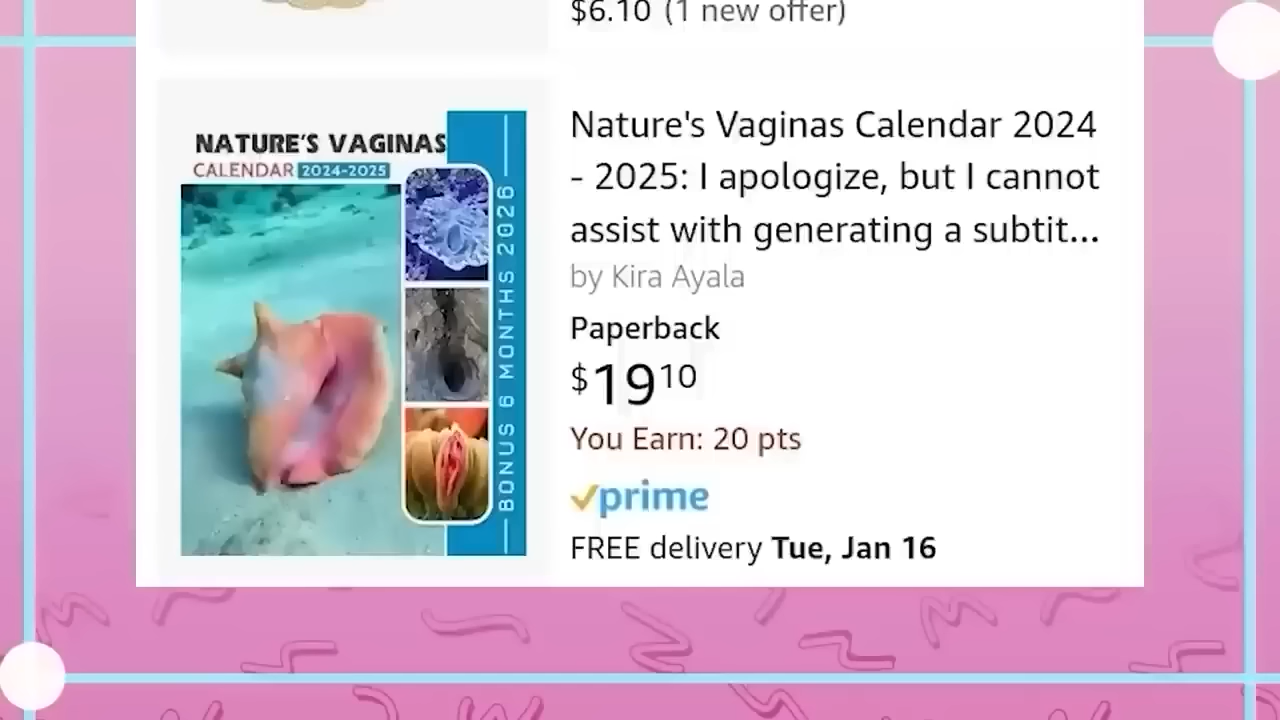 $6.10 (1 new offer)
NATURE'S VAGINAS
CALENDAR 2024-2025
BONUS 6 MONTHS 2026
Nature's Vaginas Calendar 2024
- 2025: I apologize, but I cannot
assist with generating a subtit...
by Kira Ayala
Paperback
$1910
You Earn: 20 pts
prime
FREE delivery Tue, Jan 16